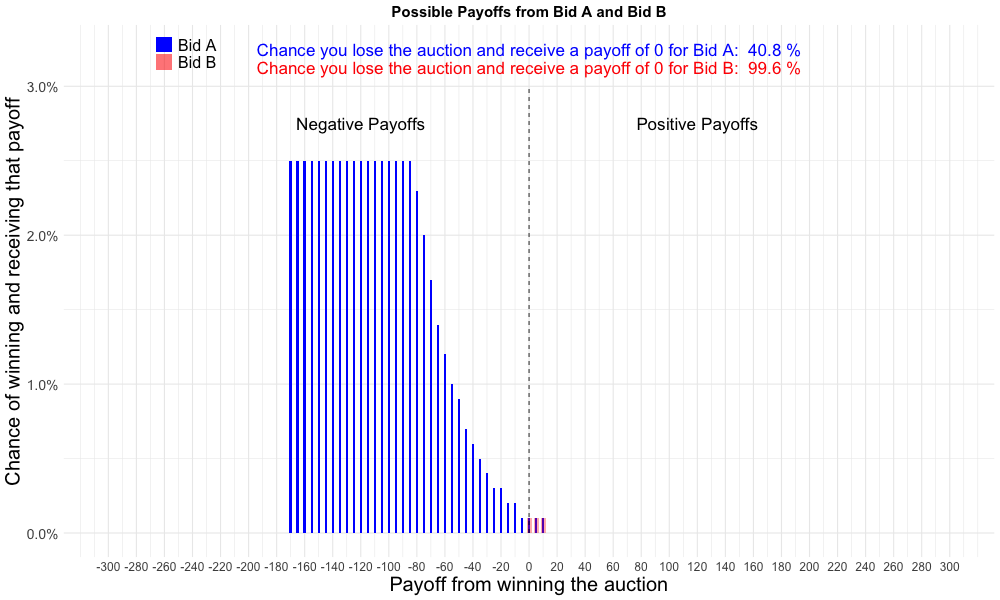 Possible Payoffs from Bid A and Bid B
Bid A
Bid B
Chance you lose the auction and receive a payoff of 0 for Bid A: 40.8 %
Chance you lose the auction and receive a payoff of 0 for Bid B: 99.6 %
Negative Payoffs
Positive Payoffs
Chance of winning and receiving that payoff
3.0%
2.0%
1.0%
0.0%
-300 -280 -260 -240 -220 -200 -180 -160 -140 -120 -100 -80 -60 -40 -20 0 20 40 60 80 100 120 140 160 180 200 220 240 260 280 300
Payoff from winning the auction